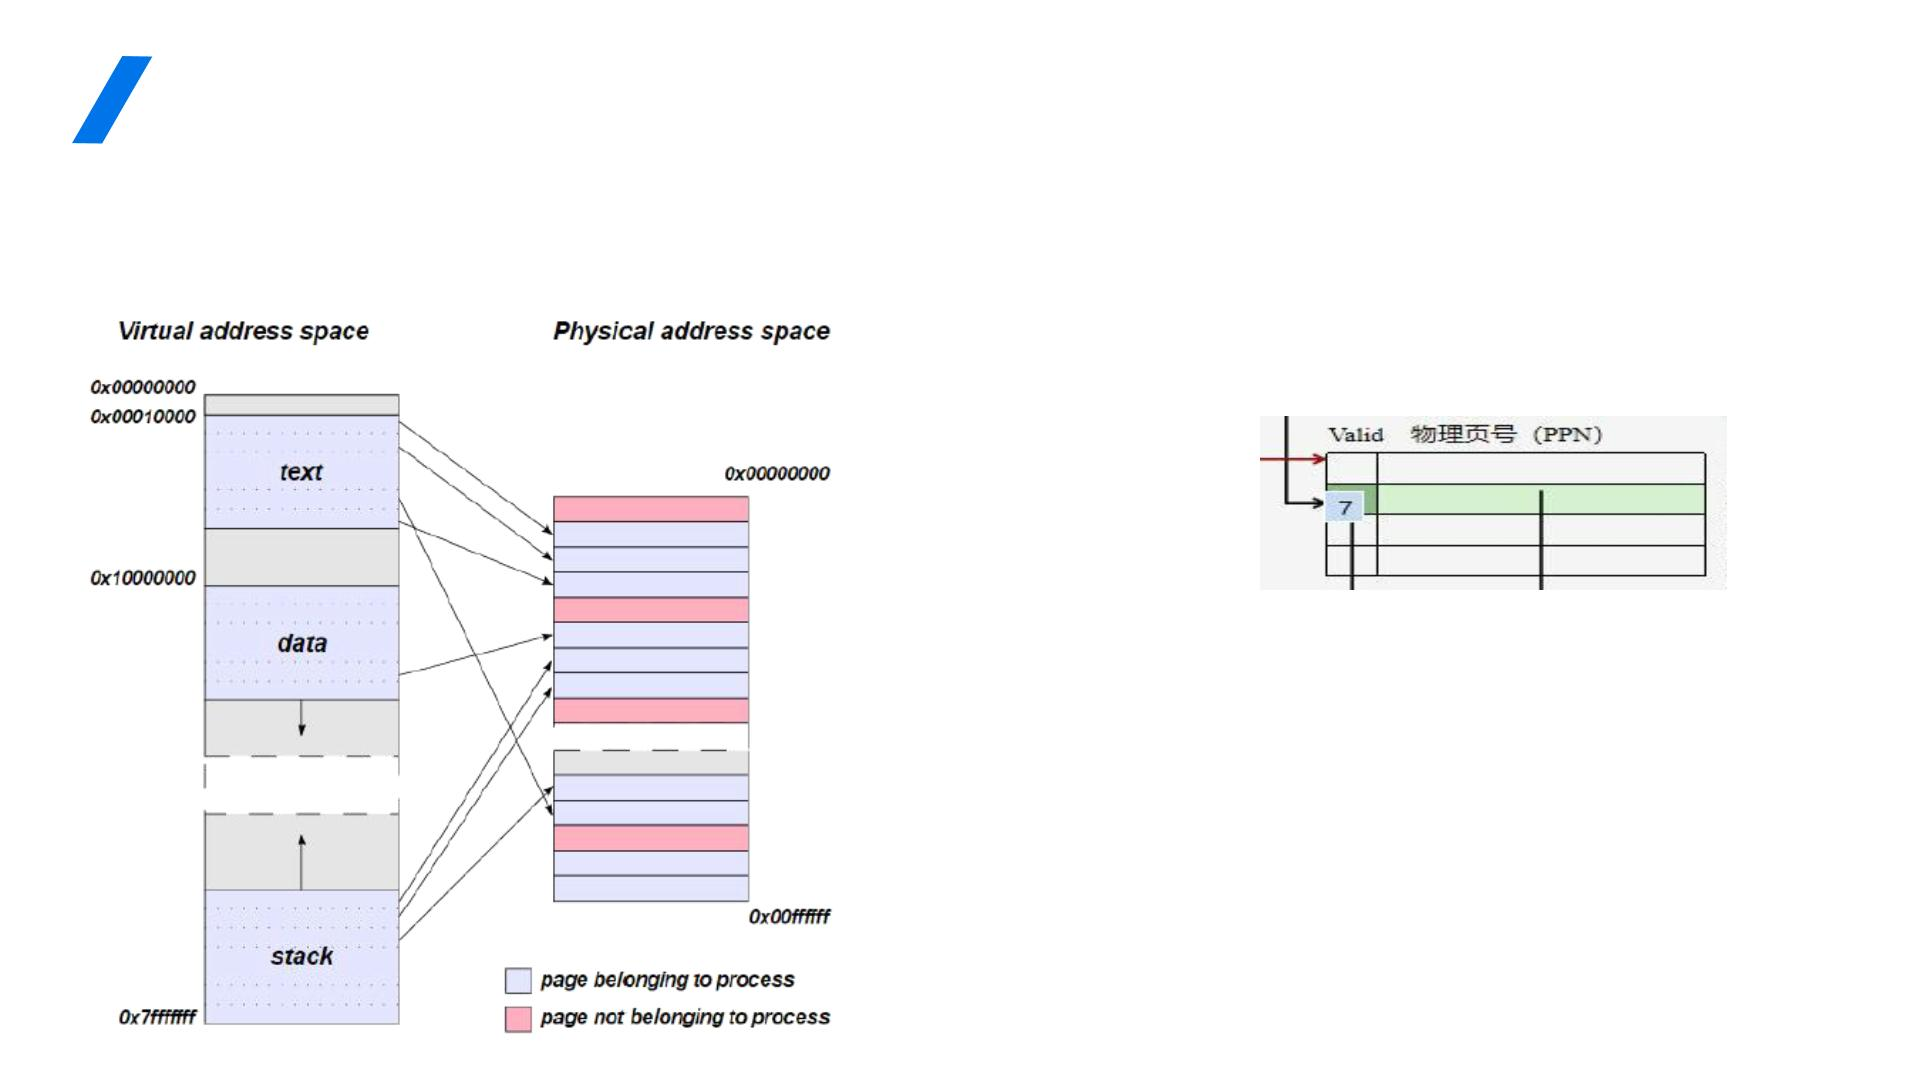 Virtual address space
Physical address space
0x00000000
0x00010000
text
0x10000000
data
stack
0x7fffffff
0x00000000
0x00ffffff
page belonging to process
page not belonging to process
Valid 物理页号 (PPN)
7